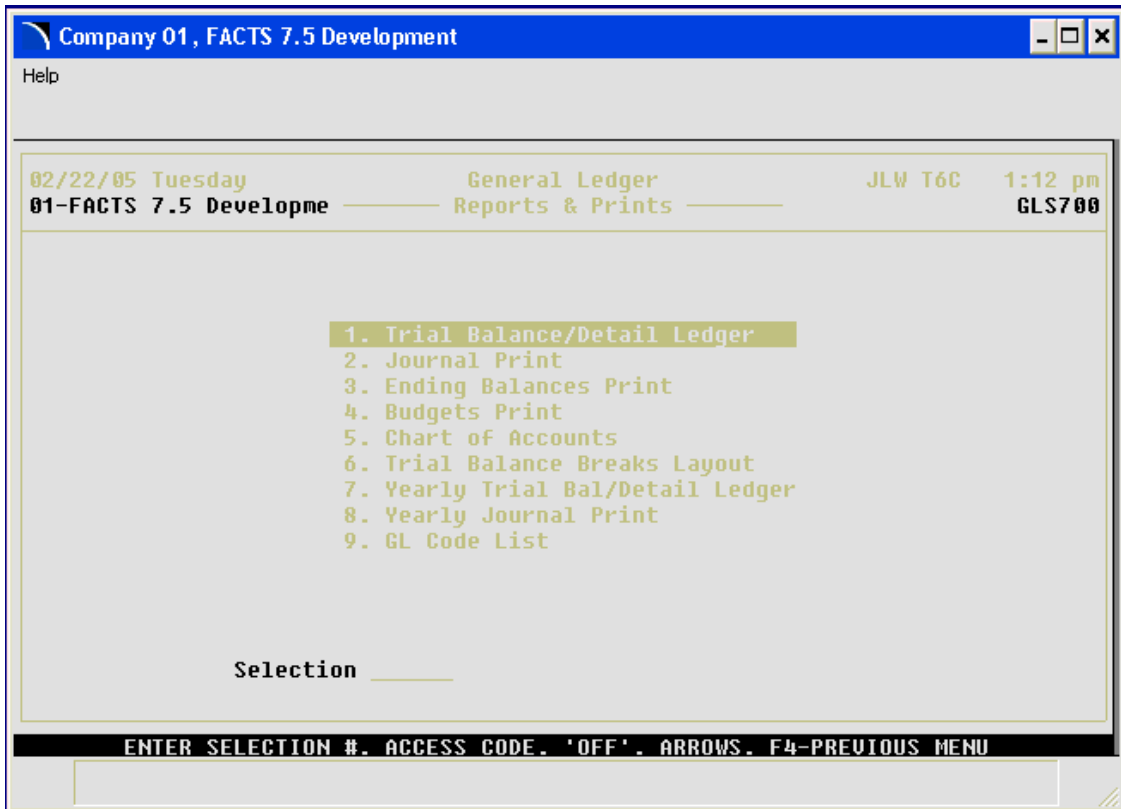 Company 01, FACTS 7.5 Development
Help
02/22/05 Tuesday General Ledger JLW T6C 1:12 pm
01-FACTS 7.5 Developme Reports & Prints GLS700
1. Trial Balance/Detail Ledger
2. Journal Print
3. Ending Balances Print
4. Budgets Print
5. Chart of Accounts
6. Trial Balance Breaks Layout
7. Yearly Trial Bal/Detail Ledger
8. Yearly Journal Print
9. GL Code List
Selection ______
ENTER SELECTION #. ACCESS CODE. 'OFF'. ARROWS. F4-PREVIOUS MENU